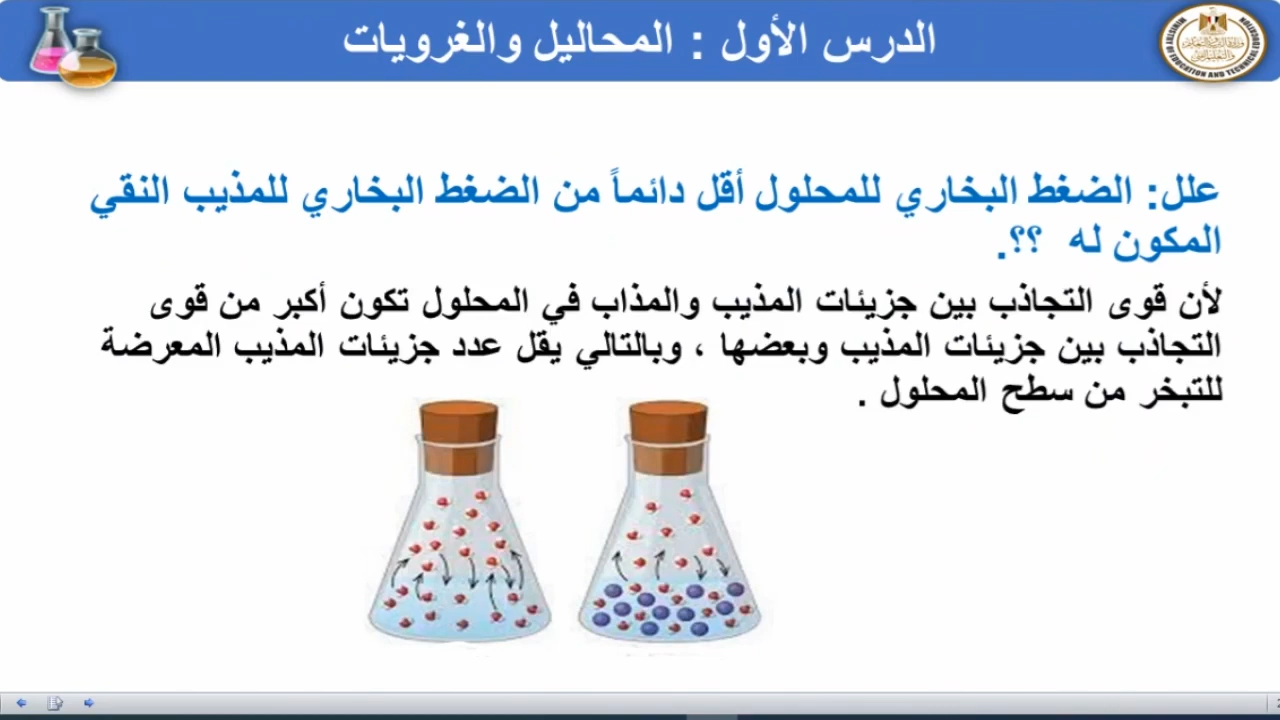 الدرس الأول : المحاليل والغرويات
علل: الضغط البخاري للمحلول أقل دائماً من الضغط البخاري للمذيب النقي
المكون له ؟؟.
لأن قوى التجاذب بين جزيئات المذيب والمذاب في المحلول تكون أكبر من قوى
التجاذب بين جزيئات المذيب وبعضها ، وبالتالي يقل عدد جزيئات المذيب المعرضة
للتبخر من سطح المحلول .